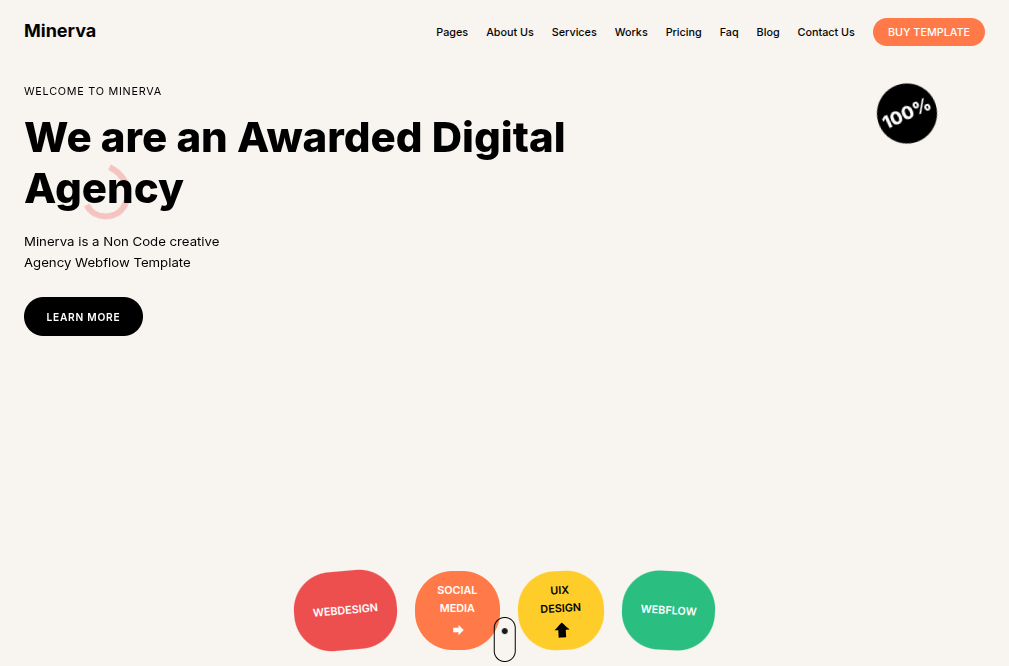 Minerva
Pages About Us Services Works Pricing Faq Blog Contact Us BUY TEMPLATE
WELCOME TO MINERVA
100%
We are an Awarded Digital
Agency
Minerva is a Non Code creative
Agency Webflow Template
LEARN MORE
WEBDESIGN
SOCIAL
MEDIA
UIX
DESIGN
WEBFLOW